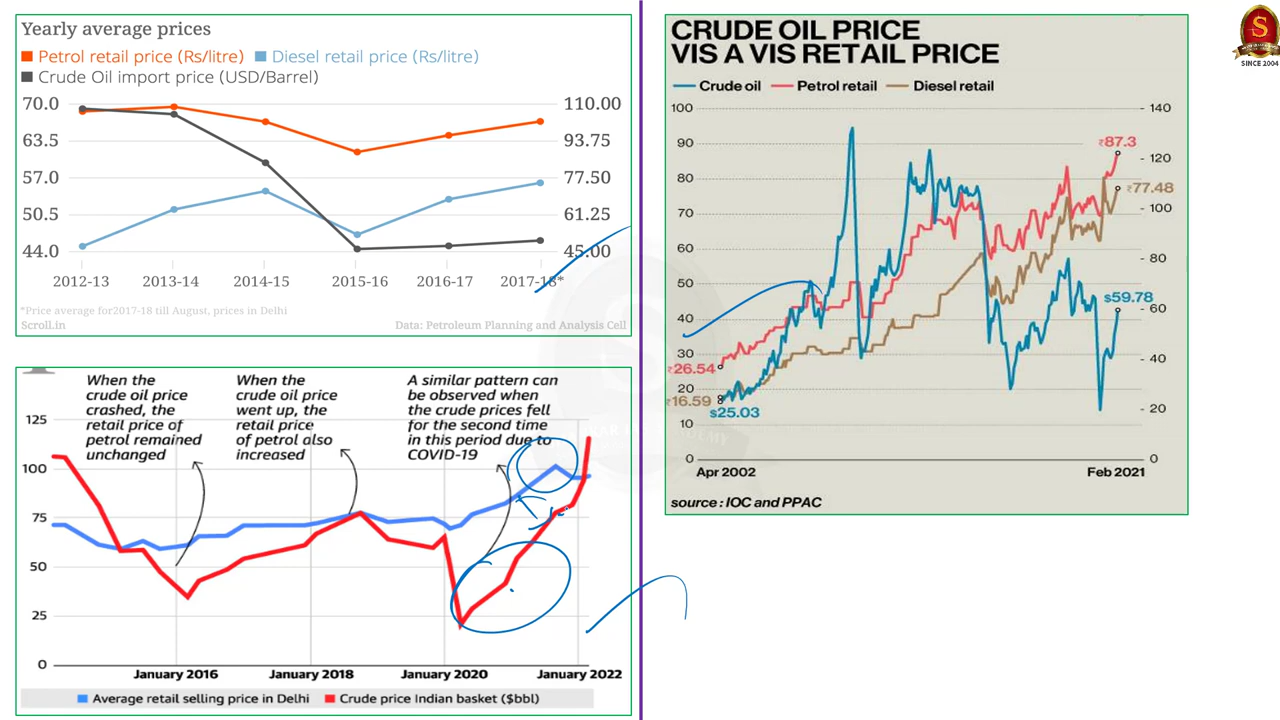 Yearly average prices
Petrol retail price (Rs/litre) Diesel retail price (Rs/litre)
Crude Oil import price (USD/Barrel)
70.0 110.00
63.5 93.75
57.0 77.50
50.5 61.25
44.0 45.00
2012-13 2013-14 2014-15 2015-16 2016-17 2017-18*
*Price average for2017-18 till August, prices in Delhi
Scroll.in Data: Petroleum Planning and Analysis Cell
When the
crude oil price
crashed, the
retail price of
petrol remained
unchanged
When the
crude oil price
went up, the
retail price
of petrol also
increased
A similar pattern can
be observed when
the crude prices fell
for the second time
in this period due to
COVID-19
125
100
75
50
25
0
January 2016 January 2018 January 2020 January 2022
Average retail selling price in Delhi Crude price Indian basket ($bbl)
CRUDE OIL PRICE
VIS A VIS RETAIL PRICE
Crude oil Petrol retail Diesel retail
100 140
90
₹87.3
120
80
₹77.48
70 100
60
80
50
$59.78
40 60
30
₹26.54
40
20
₹16.59
$25.03
20
10
0 0
Apr 2002 Feb 2021
source : IOC and PPAC
SINCE 2004